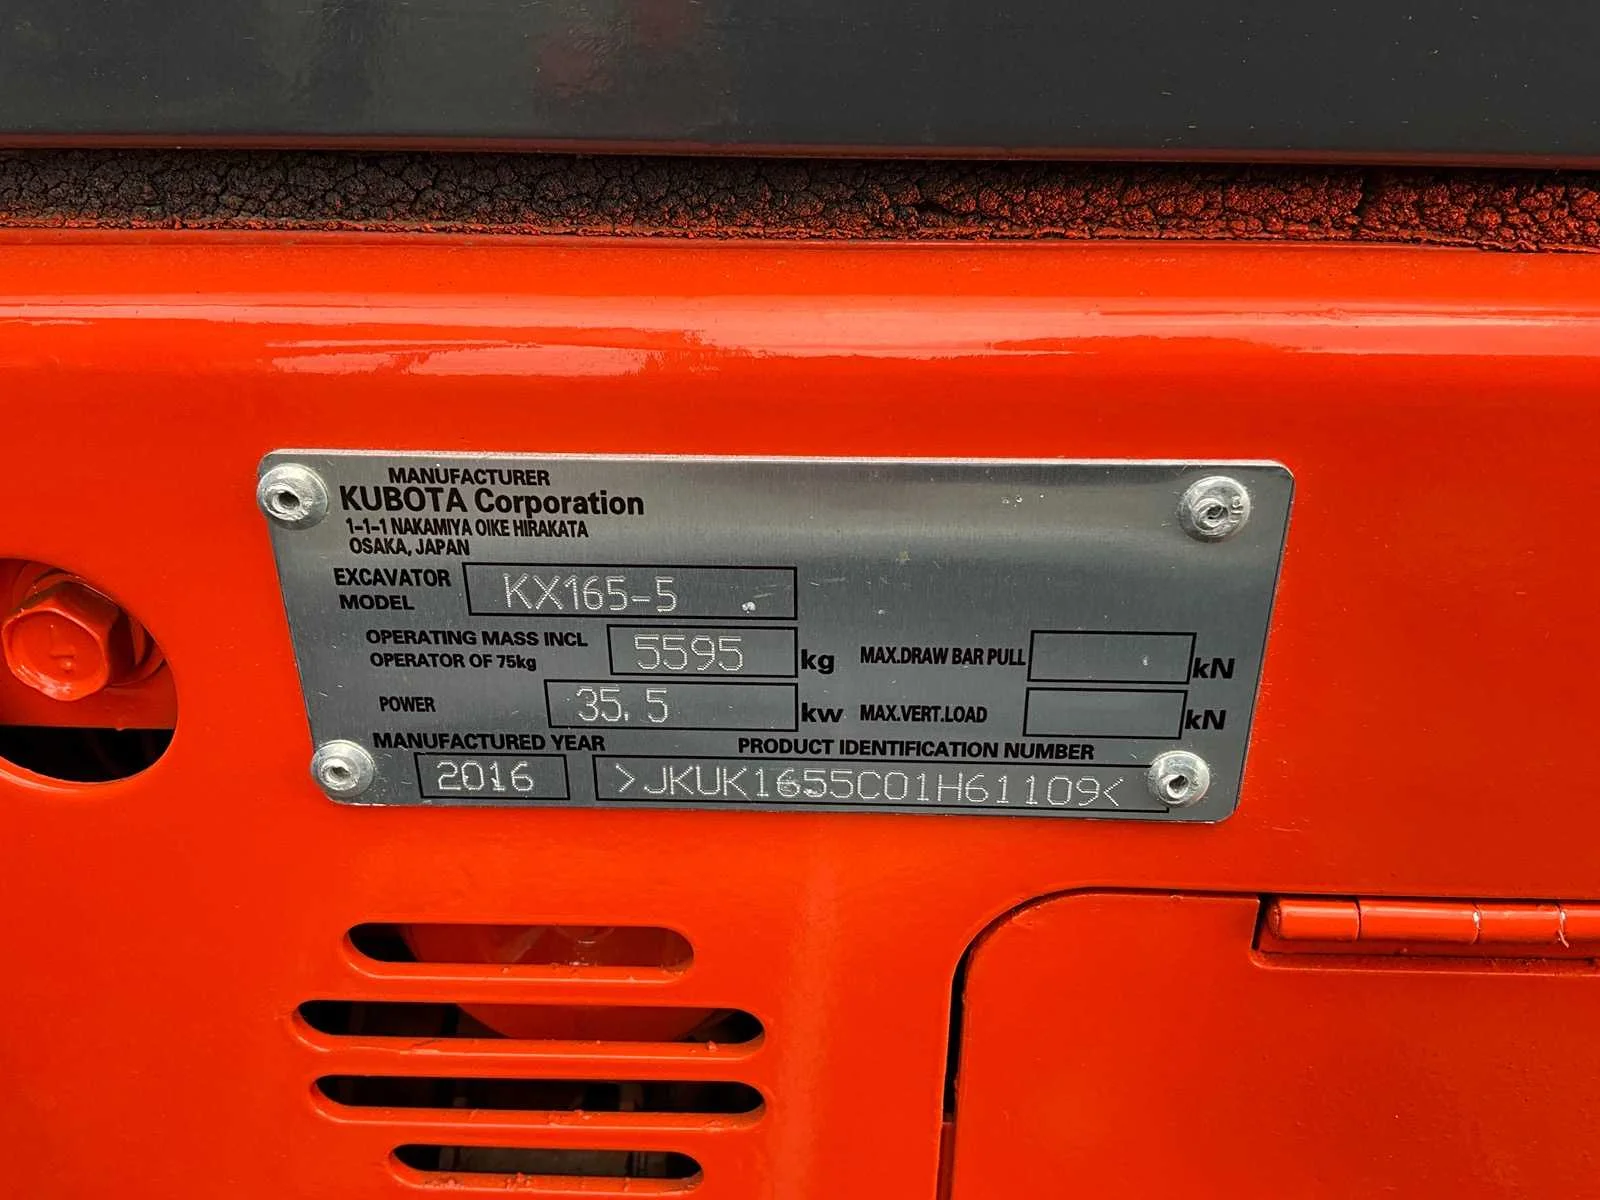 MANUFACTURER
KUBOTA Corporation
1-1-1 NAKAMIYA OIKE HIRAKATA
OSAKA, JAPAN
EXCAVATOR
MODEL
KX165-5
OPERATING MASS INCL
OPERATOR OF 75kg
5595 kg
MAX.DRAW BAR PULL kN
POWER
35.5 kw
MAX.VERT.LOAD kN
MANUFACTURED YEAR
2016
PRODUCT IDENTIFICATION NUMBER
>JKUK1655C01H61109<